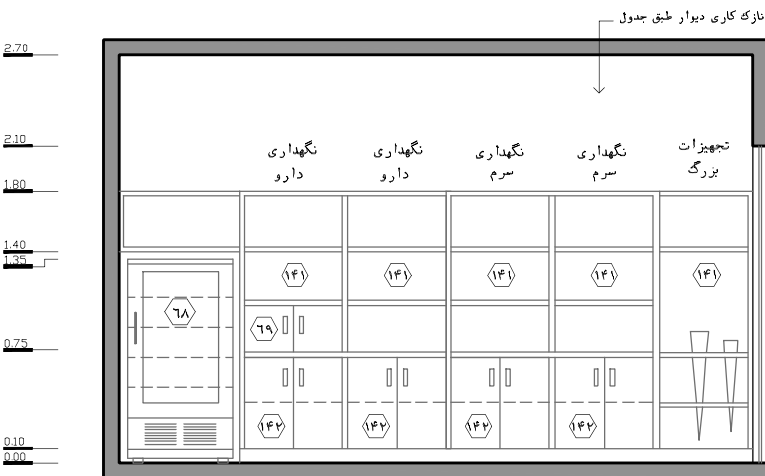 نازک کاری دیوار طبق جدول
2.70
2.10
1.80
1.40
1.35
0.75
0.10
0.00
تجهیزات
بزرگ
نگهداری
سرم
نگهداری
سرم
نگهداری
دارو
نگهداری
دارو
۱۴۱
۱۴۱
۱۴۱
۱۴۱
۱۴۱
۶۸
۶۹
۱۴۲
۱۴۲
۱۴۲
۱۴۲